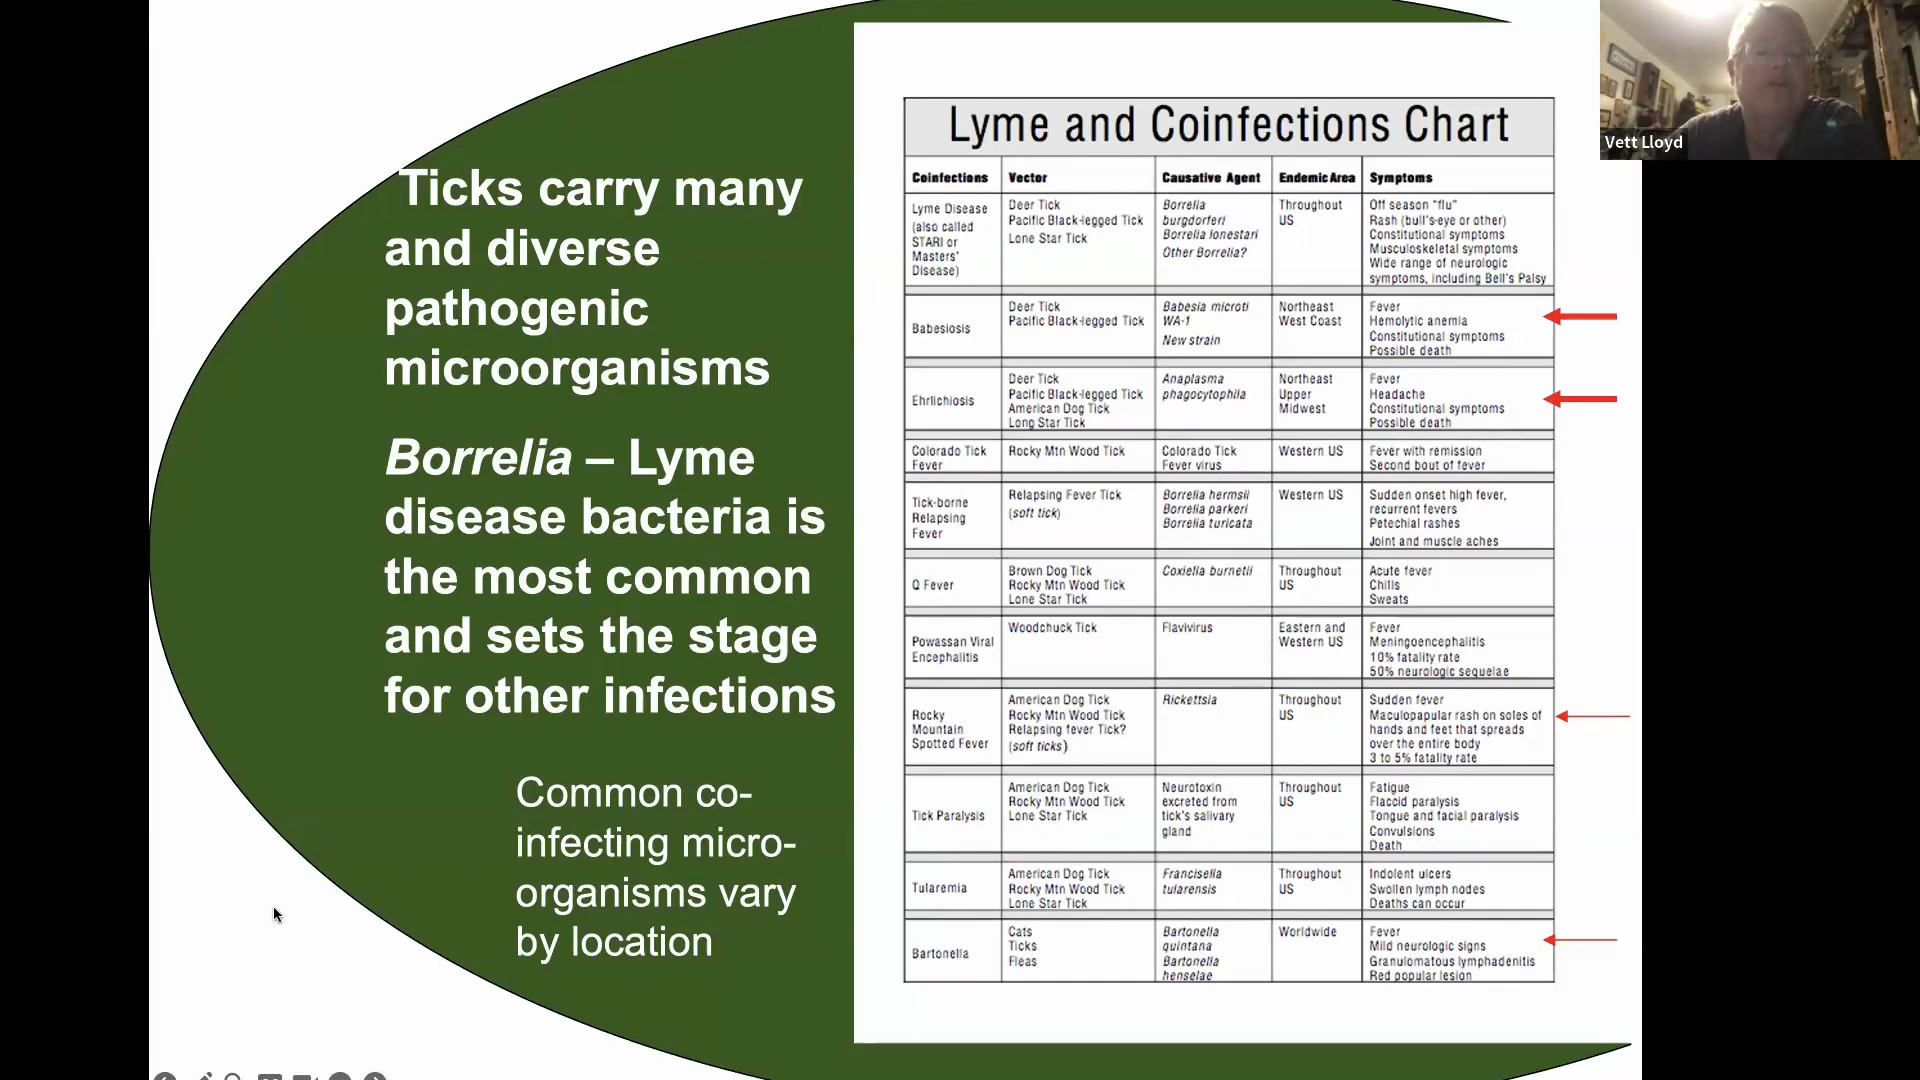 Ticks carry many
and diverse
pathogenic
microorganisms
Borrelia – Lyme
disease bacteria is
the most common
and sets the stage
for other infections
Common co-
infecting micro-
organisms vary
by location
Lyme and Coinfections Chart
Coinfections Vector Causative Agent Endemic Area Symptoms
Lyme Disease
(also called
STARI or
Masters'
Disease)
Deer Tick
Pacific Black-legged Tick
Lone Star Tick
Borrelia
burgdorferi
Borrelia lonestari
Other Borrelia?
Throughout
US
Off season "flu"
Rash (bull's-eye or other)
Constitutional symptoms
Musculoskeletal symptoms
Wide range of neurologic
symptoms, including Bell's Palsy
Babesiosis
Deer Tick
Pacific Black-legged Tick
Babesia microti
WA-1
New strain
Northeast
West Coast
Fever
Hemolytic anemia
Constitutional symptoms
Possible death
Ehrlichiosis
Deer Tick
Pacific Black-legged Tick
American Dog Tick
Long Star Tick
Anaplasma
phagocytophila
Northeast
Upper
Midwest
Fever
Headache
Constitutional symptoms
Possible death
Colorado Tick
Fever
Rocky Mtn Wood Tick
Colorado Tick
Fever virus
Western US
Fever with remission
Second bout of fever
Tick-borne
Relapsing
Fever
Relapsing Fever Tick
(soft tick)
Borrelia hermsii
Borrelia parkeri
Borrelia turicata
Western US
Sudden onset high fever,
recurrent fevers
Petechial rashes
Joint and muscle aches
Q Fever
Brown Dog Tick
Rocky Mtn Wood Tick
Lone Star Tick
Coxiella burnetii
Throughout
US
Acute fever
Chills
Sweats
Powassan Viral
Encephalitis
Woodchuck Tick
Flavivirus
Eastern and
Western US
Fever
Meningoencephalitis
10% fatality rate
50% neurologic sequelae
Rocky
Mountain
Spotted Fever
American Dog Tick
Rocky Mtn Wood Tick
Relapsing fever Tick?
(soft ticks)
Rickettsia
Throughout
US
Sudden fever
Maculopapular rash on soles of
hands and feet that spreads
over the entire body
3 to 5% fatality rate
Tick Paralysis
American Dog Tick
Rocky Mtn Wood Tick
Lone Star Tick
Neurotoxin
excreted from
tick's salivary
gland
Throughout
US
Fatigue
Flaccid paralysis
Tongue and facial paralysis
Convulsions
Death
Tularemia
American Dog Tick
Rocky Mtn Wood Tick
Lone Star Tick
Francisella
tularensis
Throughout
US
Indolent ulcers
Swollen lymph nodes
Deaths can occur
Bartonella
Cats
Ticks
Fleas
Bartonella
quintana
Bartonella
henselae
Worldwide
Fever
Mild neurologic signs
Granulomatous lymphadenitis
Red popular lesion
Vett Lloyd